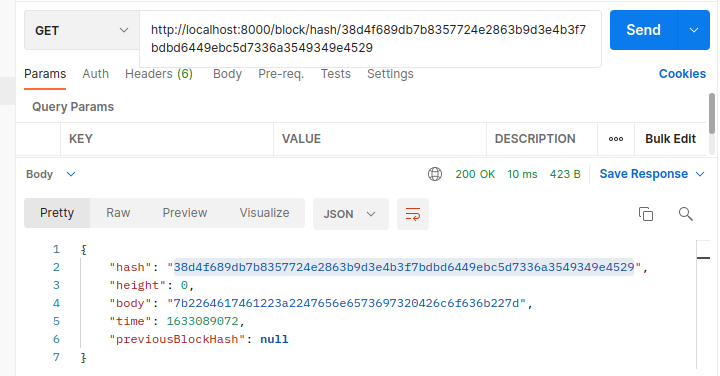 GET
http://localhost:8000/block/hash/38d4f689db7b8357724e2863b9d3e4b3f7
bdbd6449ebc5d7336a3549349e4529
Send
Params Auth Headers (6) Body Pre-req. Tests Settings Cookies
Query Params
KEY VALUE DESCRIPTION ooo Bulk Edit
Body 200 OK 10 ms 423 B Save Response
Pretty Raw Preview Visualize JSON
1 {
2 "hash": "38d4f689db7b8357724e2863b9d3e4b3f7bdbd6449ebc5d7336a3549349e4529",
3 "height": 0,
4 "body": "7b2264617461223a2247656e6573697320426c6f636b227d",
5 "time": 1633089072,
6 "previousBlockHash": null
7 }